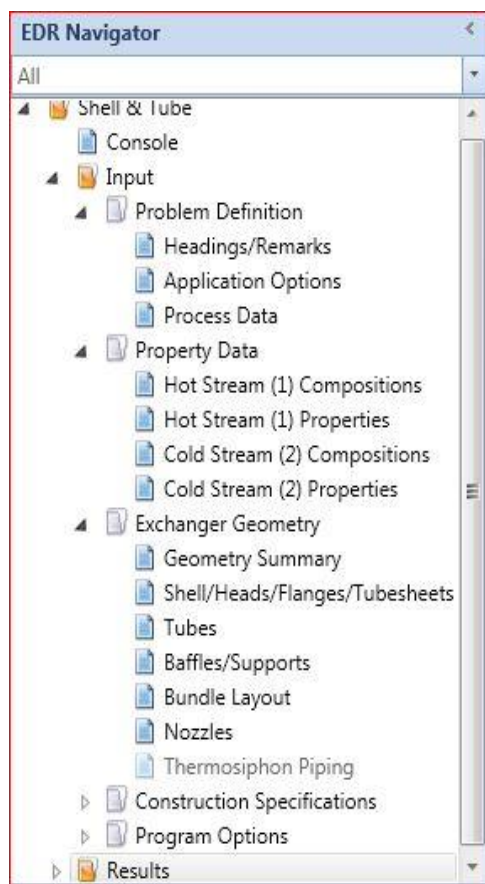 EDR Navigator
All
Shell & Tube
Console
Input
Problem Definition
Headings/Remarks
Application Options
Process Data
Property Data
Hot Stream (1) Compositions
Hot Stream (1) Properties
Cold Stream (2) Compositions
Cold Stream (2) Properties
Exchanger Geometry
Geometry Summary
Shell/Heads/Flanges/Tubesheets
Tubes
Baffles/Supports
Bundle Layout
Nozzles
Thermosiphon Piping
Construction Specifications
Program Options
Results